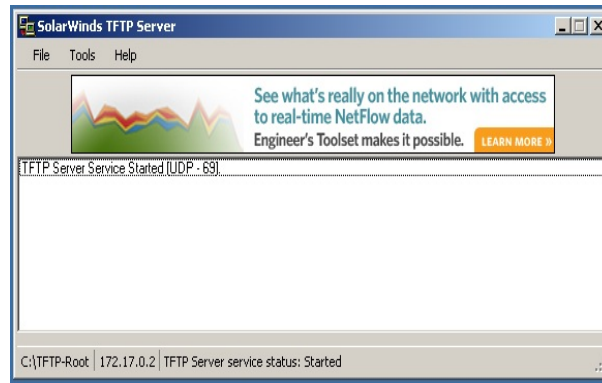 SolarWinds TFTP Server
File Tools Help
See what's really on the network with access
to real-time NetFlow data.
Engineer's Toolset makes it possible. LEARN MORE »
TFTP Server Service Started (UDP - 69).
C:\TFTP-Root 172.17.0.2 TFTP Server service status: Started